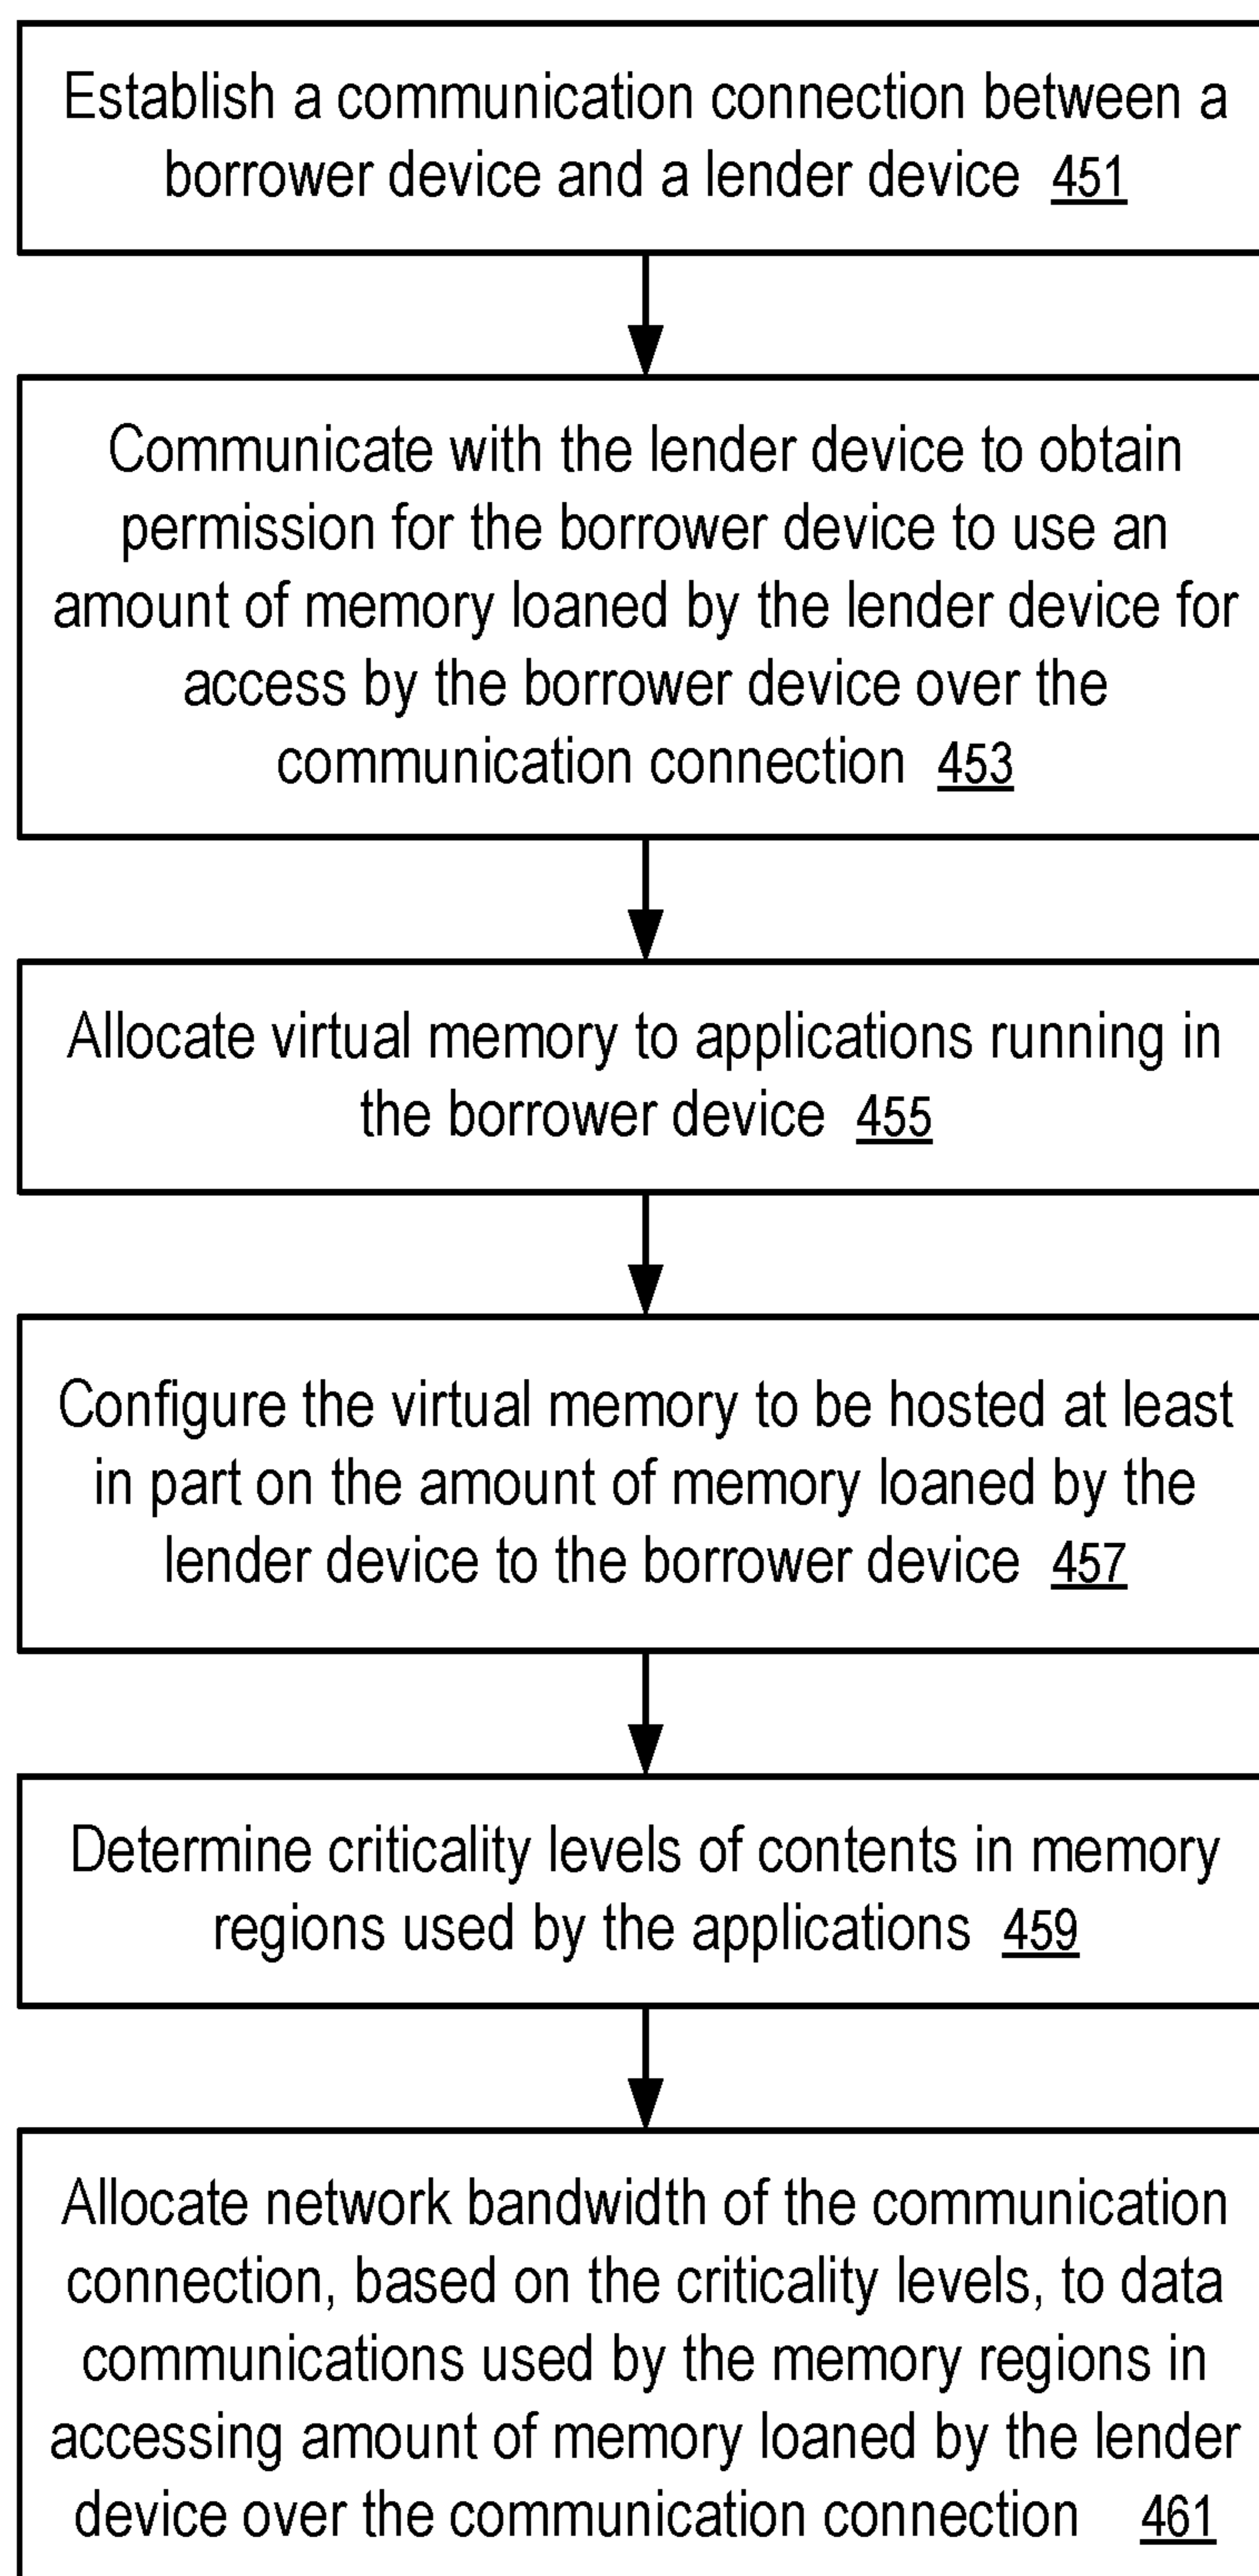 Establish a communication connection between a
borrower device and a lender device 451
Communicate with the lender device to obtain
permission for the borrower device to use an
amount of memory loaned by the lender device for
access by the borrower device over the
communication connection 453
Allocate virtual memory to applications running in
the borrower device 455
Configure the virtual memory to be hosted at least
in part on the amount of memory loaned by the
lender device to the borrower device 457
Determine criticality levels of contents in memory
regions used by the applications 459
Allocate network bandwidth of the communication
connection, based on the criticality levels, to data
communications used by the memory regions in
accessing amount of memory loaned by the lender
device over the communication connection 461